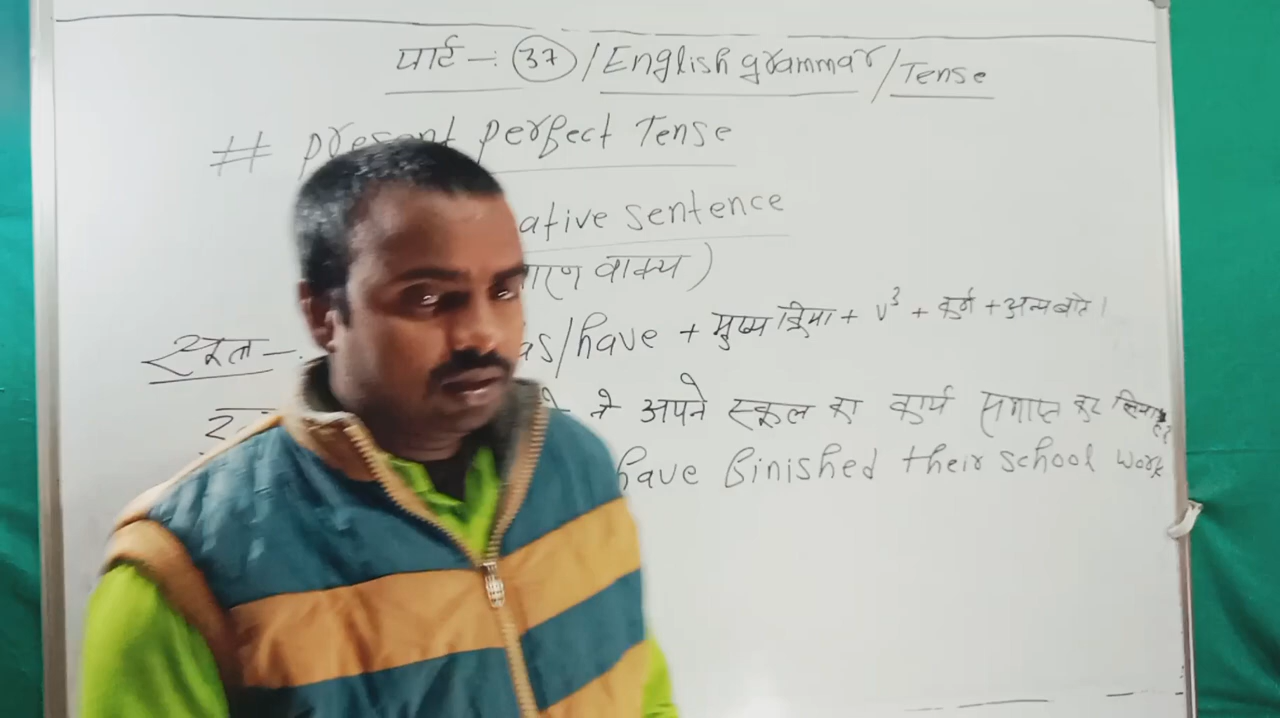 पार्ट -: 37 / English grammar / Tense
# present perfect Tense
ative sentence
ारण वाक्य)
सूत्र -: as/have + मुख्य क्रिया + v³ + कर्म + अन्य बाते।
ने अपने स्कूल का कार्य समाप्त कर लिया है
have finished their school work